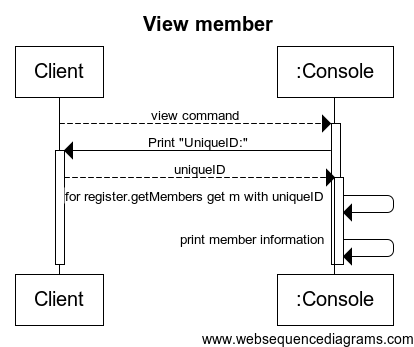 View member
Client
:Console
view command
Print "UniqueID:"
uniqueID
for register.getMembers get m with uniqueID
print member information
Client
:Console
www.websequencediagrams.com